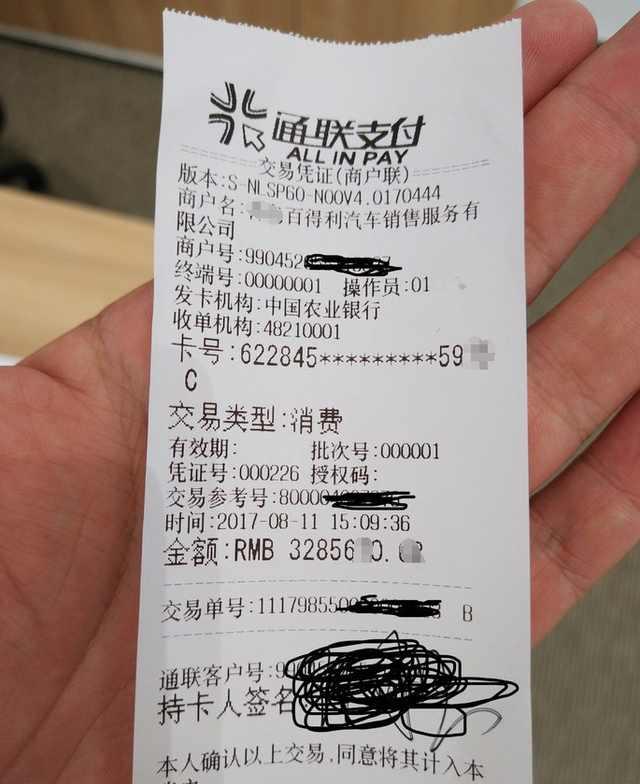 通联支付
ALL IN PAY
交易凭证(商户联)
版本:S-NLSP60-N00V4.0170444
商户名: 百得利汽车销售服务有
限公司
商户号:990452
终端号:00000001 操作员:01
发卡机构:中国农业银行
收单机构:48210001
卡号:622845*********59
C
交易类型:消费
有效期: 批次号:000001
凭证号:000226 授权码:
交易参考号:80000
时间:2017-08-11 15:09:36
金额:RMB 32856 0.
交易单号:1117985500 B
通联客户号:9
持卡人签名
本人确认以上交易,同意将其计入本